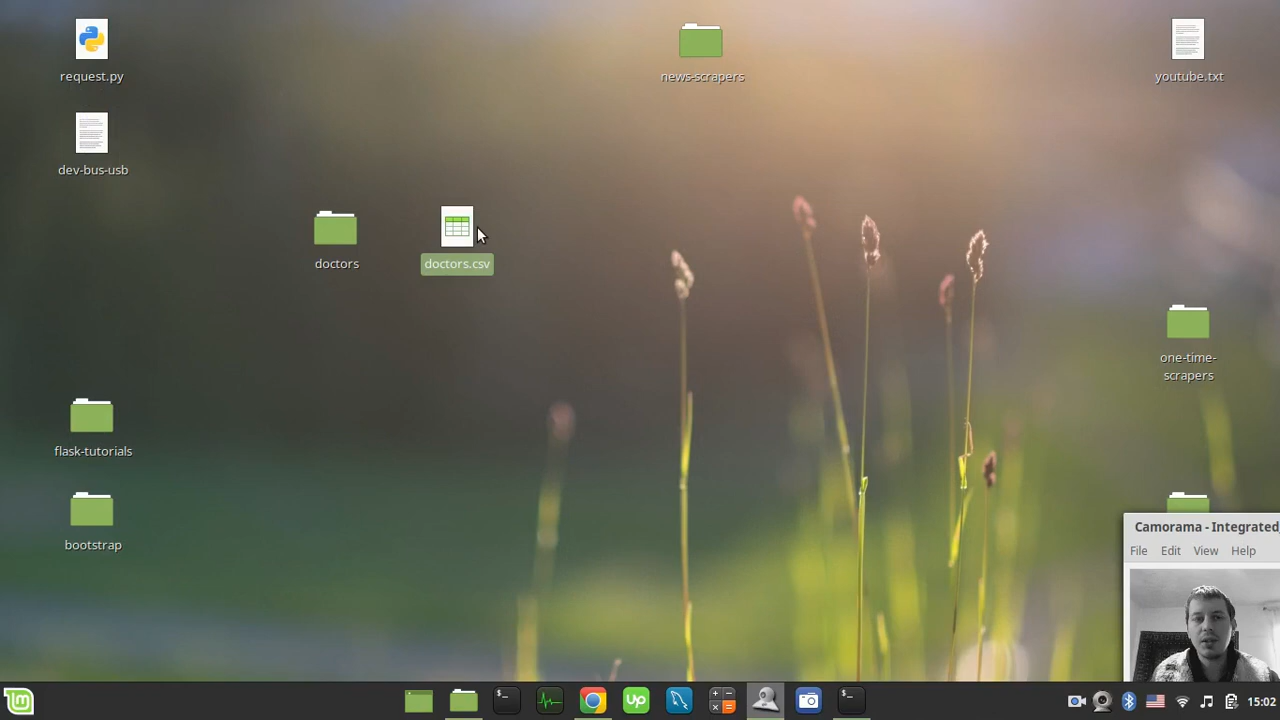 request.py
news-scrapers
youtube.txt
dev-bus-usb
doctors
doctors.csv
one-time-
scrapers
flask-tutorials
bootstrap
Camorama - Integrated
File Edit View Help
up
15:02